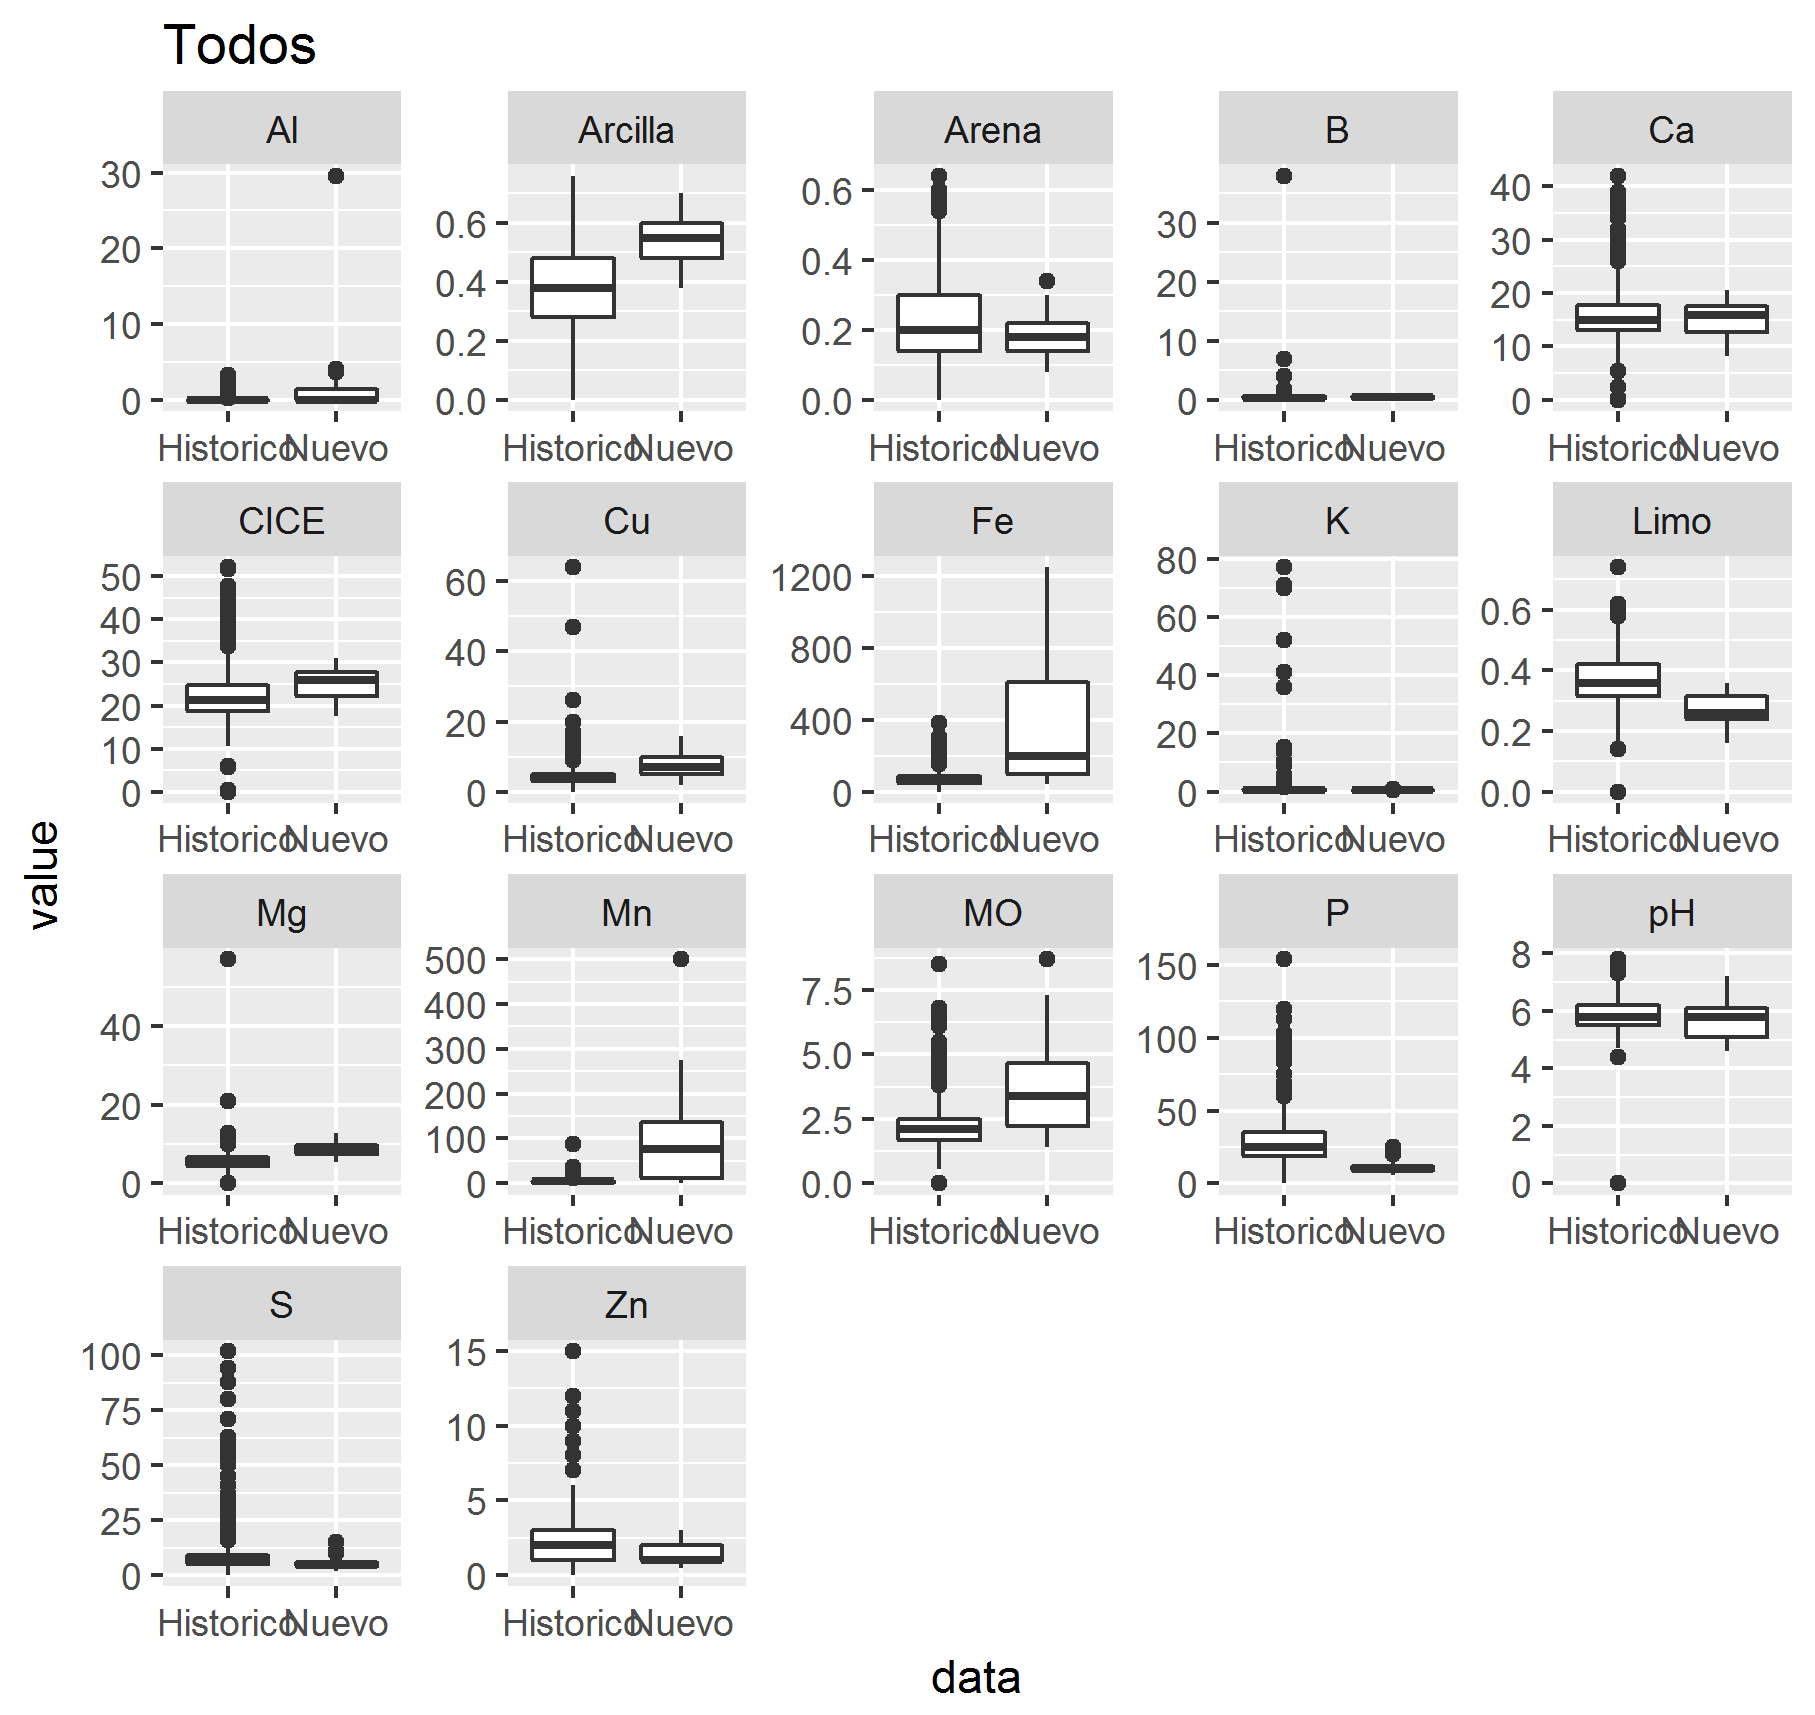 Todos
Al Arcilla Arena B Ca
30 20 10 0
0.6 0.4 0.2 0.0
0.6 0.4 0.2 0.0
30 20 10 0
40 30 20 10 0
Historico Nuevo Historico Nuevo Historico Nuevo Historico Nuevo Historico Nuevo
CICE Cu Fe K Limo
50 40 30 20 10 0
60 40 20 0
1200 800 400 0
80 60 40 20 0
0.6 0.4 0.2 0.0
Historico Nuevo Historico Nuevo Historico Nuevo Historico Nuevo Historico Nuevo
value
Mg Mn MO P pH
40 20 0
500 400 300 200 100 0
7.5 5.0 2.5 0.0
150 100 50 0
8 6 4 2 0
Historico Nuevo Historico Nuevo Historico Nuevo Historico Nuevo Historico Nuevo
S Zn
100 75 50 25 0
15 10 5 0
Historico Nuevo Historico Nuevo
data